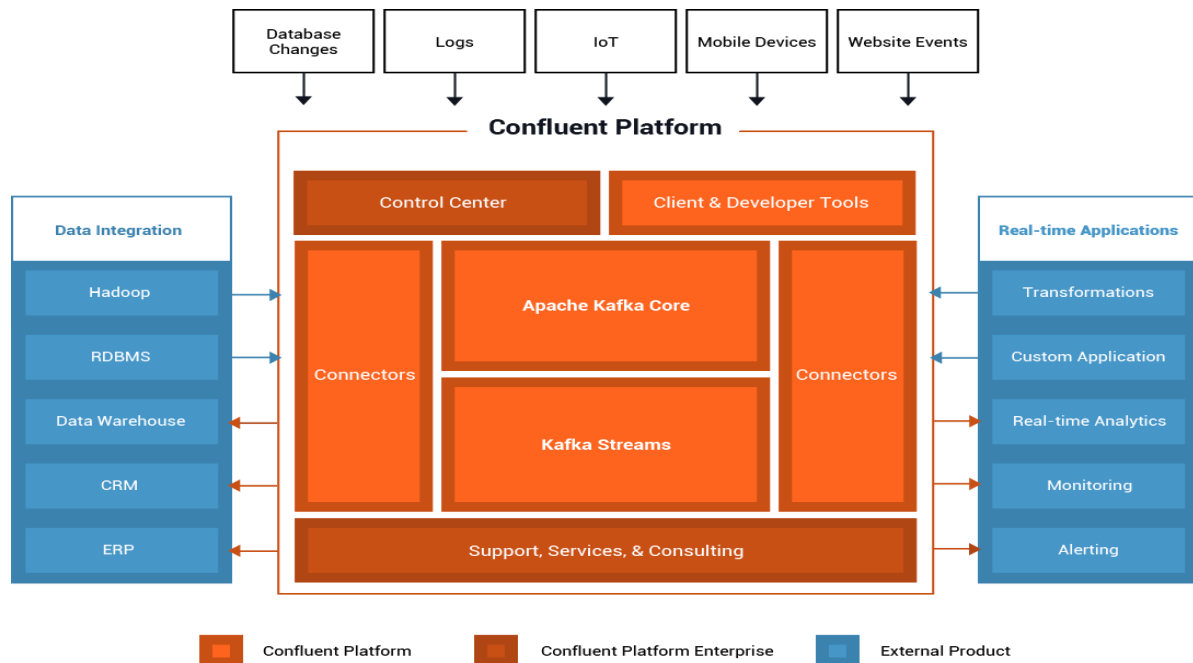 Database
Changes
Logs
IoT
Mobile Devices
Website Events
Confluent Platform
Control Center
Client & Developer Tools
Data Integration
Hadoop
RDBMS
Data Warehouse
CRM
ERP
Connectors
Apache Kafka Core
Kafka Streams
Connectors
Support, Services, & Consulting
Real-time Applications
Transformations
Custom Application
Real-time Analytics
Monitoring
Alerting
Confluent Platform
Confluent Platform Enterprise
External Product